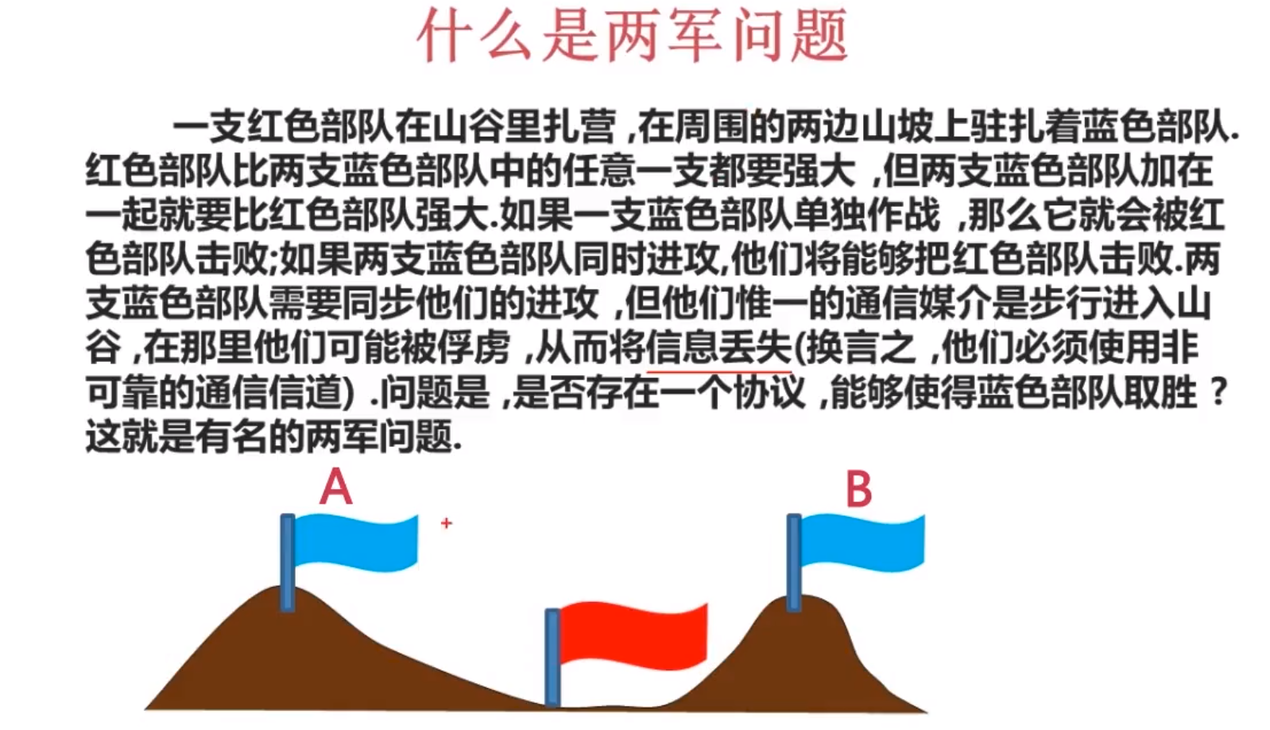 什么是两军问题
一支红色部队在山谷里扎营 ,在周围的两边山坡上驻扎着蓝色部队.
红色部队比两支蓝色部队中的任意一支都要强大 ,但两支蓝色部队加在
一起就要比红色部队强大.如果一支蓝色部队单独作战 ,那么它就会被红
色部队击败;如果两支蓝色部队同时进攻,他们将能够把红色部队击败.两
支蓝色部队需要同步他们的进攻 ,但他们惟一的通信媒介是步行进入山
谷 ,在那里他们可能被俘虏 ,从而将信息丢失(换言之 ,他们必须使用非
可靠的通信信道) .问题是 ,是否存在一个协议 ,能够使得蓝色部队取胜 ?
这就是有名的两军问题.
A
B